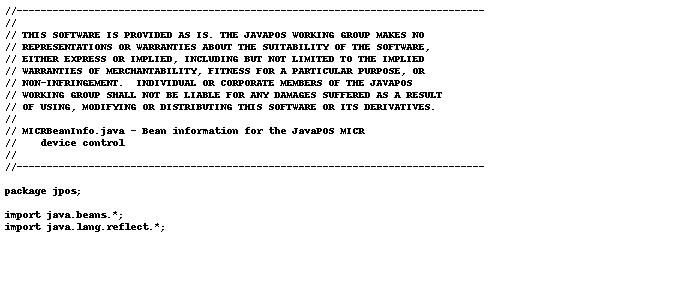 //------------------------------------------------------------------------------
//
// THIS SOFTWARE IS PROVIDED AS IS. THE JAVAPOS WORKING GROUP MAKES NO
// REPRESENTATIONS OR WARRANTIES ABOUT THE SUITABILITY OF THE SOFTWARE,
// EITHER EXPRESS OR IMPLIED, INCLUDING BUT NOT LIMITED TO THE IMPLIED
// WARRANTIES OF MERCHANTABILITY, FITNESS FOR A PARTICULAR PURPOSE, OR
// NON-INFRINGEMENT.  INDIVIDUAL OR CORPORATE MEMBERS OF THE JAVAPOS
// WORKING GROUP SHALL NOT BE LIABLE FOR ANY DAMAGES SUFFERED AS A RESULT
// OF USING, MODIFYING OR DISTRIBUTING THIS SOFTWARE OR ITS DERIVATIVES.
//
// MICRBeanInfo.java - Bean information for the JavaPOS MICR
//    device control
//
//------------------------------------------------------------------------------
package jpos;
import java.beans.*;
import java.lang.reflect.*;